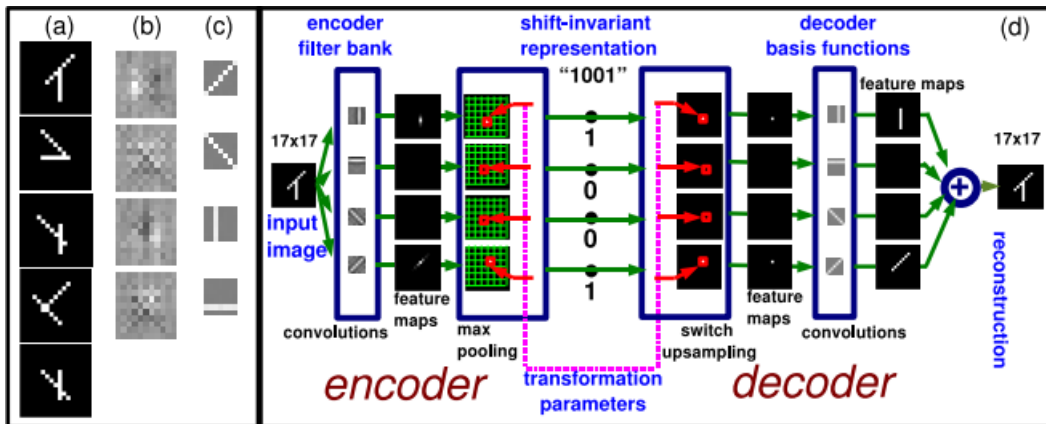 (a)
(b)
(c)
(d)
encoder
filter bank
shift-invariant
representation
decoder
basis functions
"1001"
feature maps
17x17
17x17
1
0
0
1
input
image
feature
maps
feature
maps
convolutions
max
pooling
switch
upsampling
convolutions
reconstruction
encoder
transformation
parameters
decoder